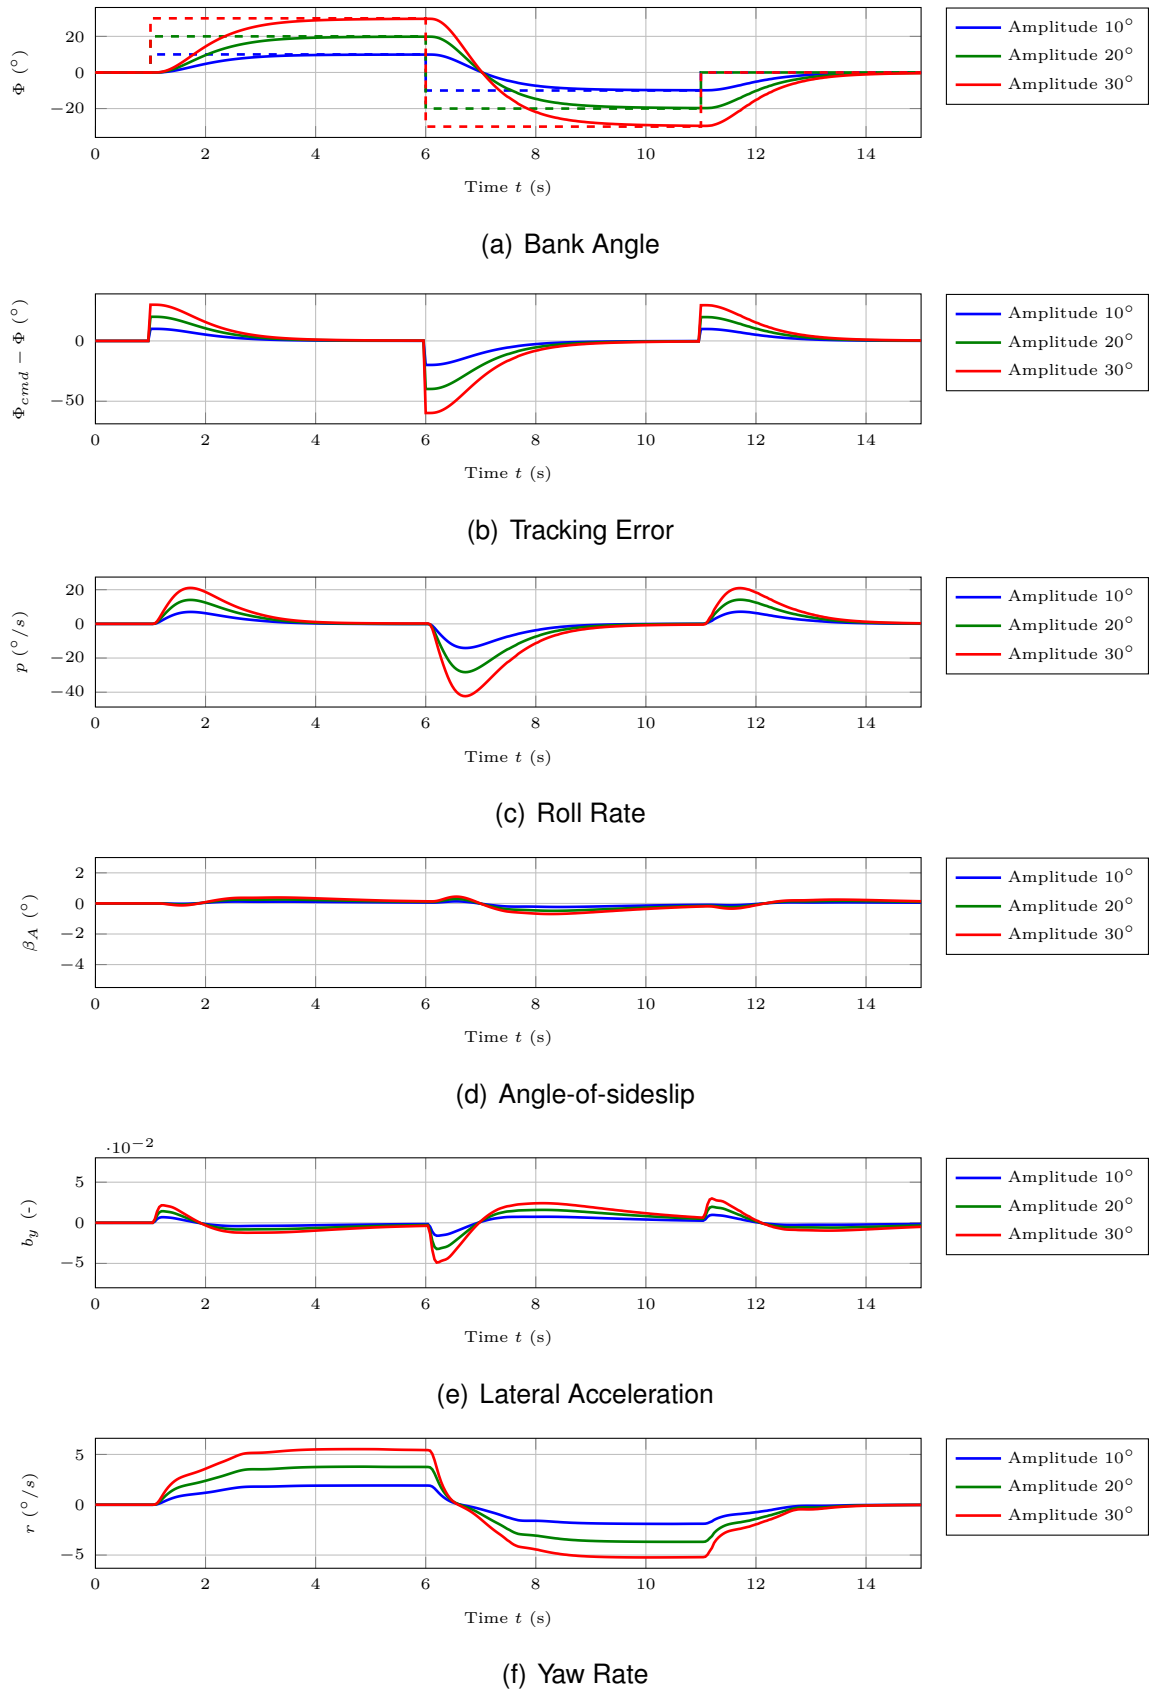 20
0
−20
Φ (°)
0 2 4 6 8 10 12 14
Time t (s)
Amplitude 10°
Amplitude 20°
Amplitude 30°
(a) Bank Angle
0
−50
Φcmd − Φ (°)
0 2 4 6 8 10 12 14
Time t (s)
Amplitude 10°
Amplitude 20°
Amplitude 30°
(b) Tracking Error
20
0
−20
−40
p (°/s)
0 2 4 6 8 10 12 14
Time t (s)
Amplitude 10°
Amplitude 20°
Amplitude 30°
(c) Roll Rate
2
0
−2
−4
βA (°)
0 2 4 6 8 10 12 14
Time t (s)
Amplitude 10°
Amplitude 20°
Amplitude 30°
(d) Angle-of-sideslip
·10−2
5
0
−5
by (-)
0 2 4 6 8 10 12 14
Time t (s)
Amplitude 10°
Amplitude 20°
Amplitude 30°
(e) Lateral Acceleration
5
0
−5
r (°/s)
0 2 4 6 8 10 12 14
Time t (s)
Amplitude 10°
Amplitude 20°
Amplitude 30°
(f) Yaw Rate